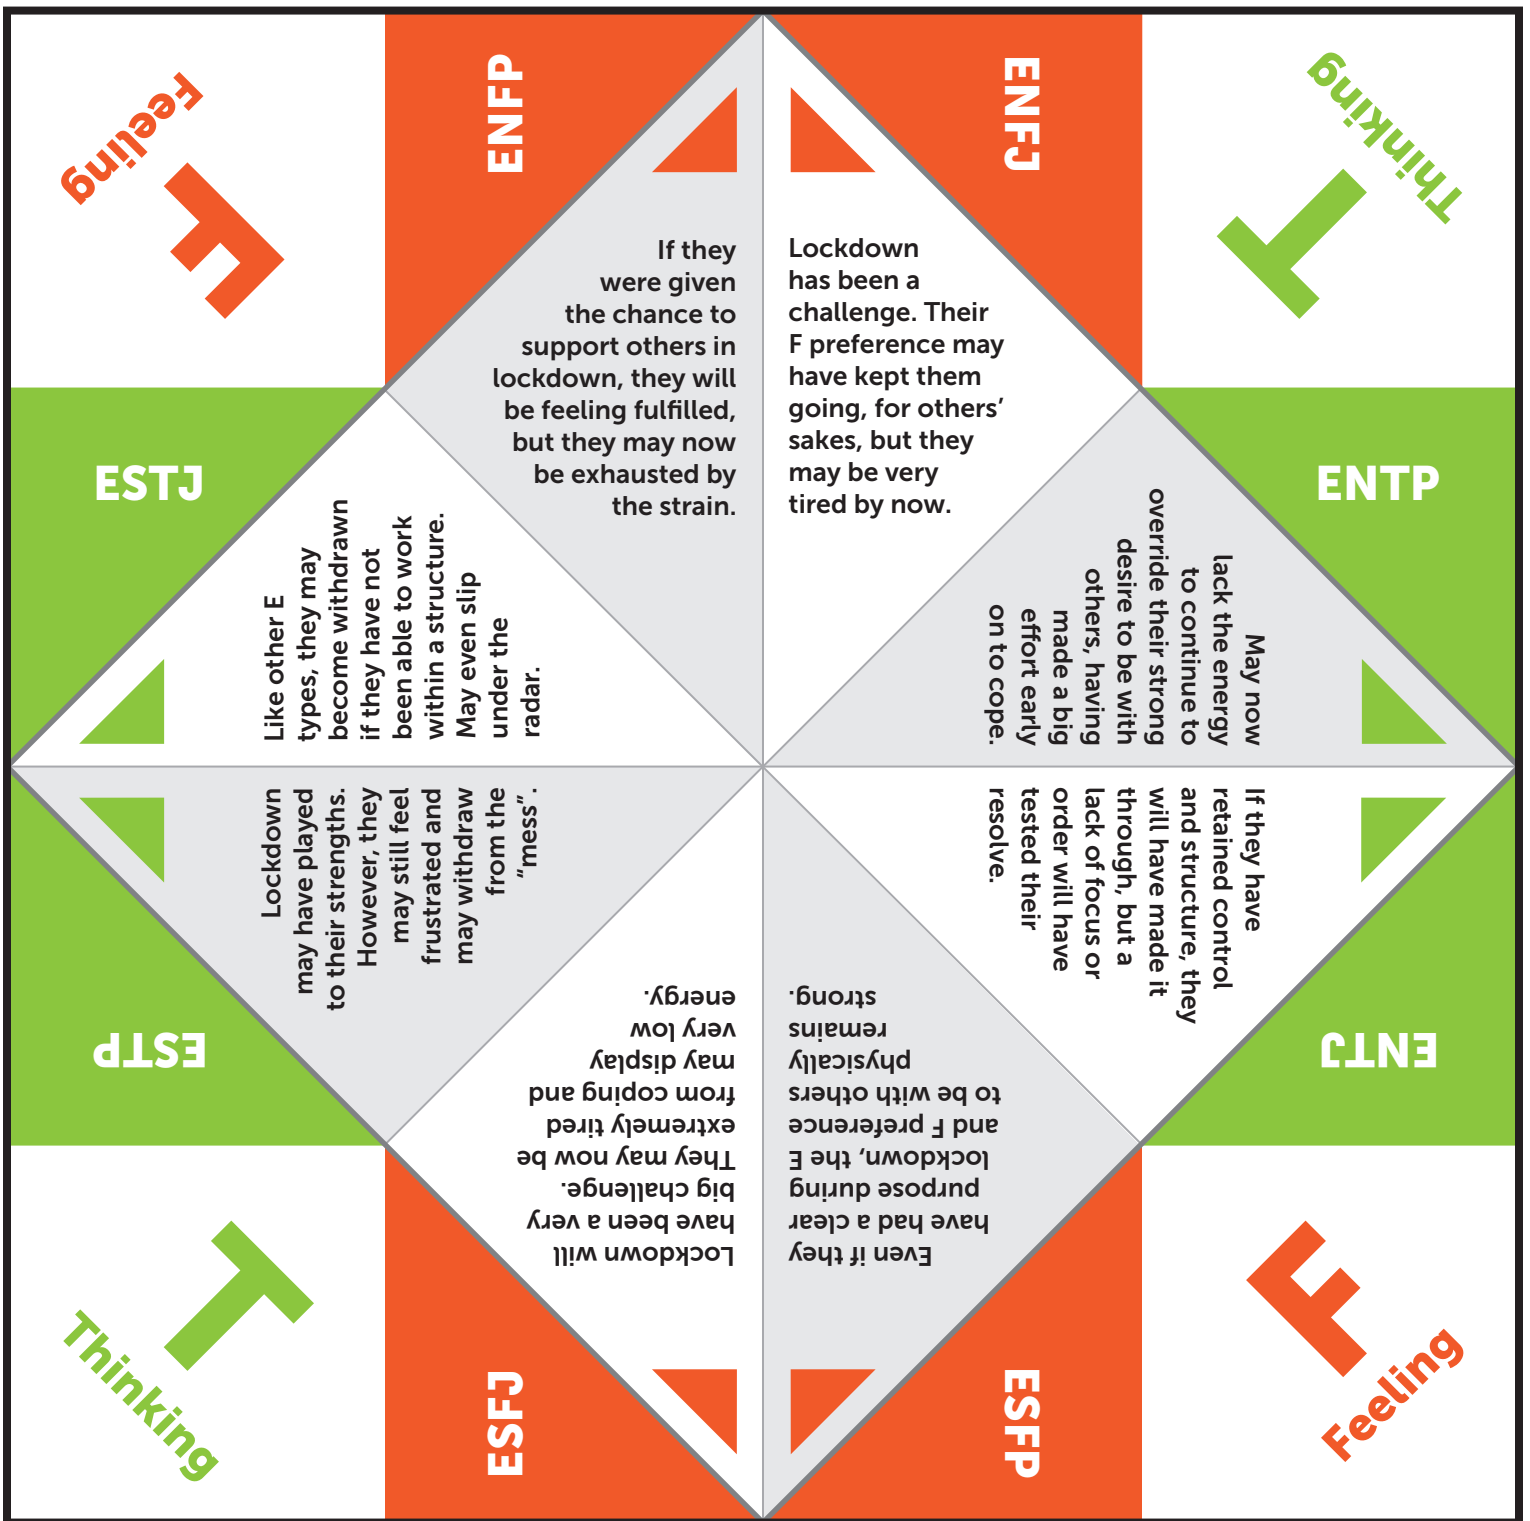 Feeling
F
ENFP
ENFJ
Thinking
T
If they
were given
the chance to
support others in
lockdown, they will
be feeling fulfilled,
but they may now
be exhausted by
the strain.
Lockdown
has been a
challenge. Their
F preference may
have kept them
going, for others’
sakes, but they
may be very
tired by now.
ESTJ
Like other E
types, they may
become withdrawn
if they have not
been able to work
within a structure.
May even slip
under the
radar.
ENTP
May now
lack the energy
to continue to
override their strong
desire to be with
others, having
made a big
effort early
on to cope.
Lockdown
may have played
to their strengths.
However, they
may still feel
frustrated and
may withdraw
from the
“mess”.
ESTP
If they have
retained control
and structure, they
will have made it
through, but a
lack of focus or
order will have
tested their
resolve.
ENTJ
Lockdown will
have been a very
big challenge.
They may now be
extremely tired
from coping and
may display
very low
energy.
Even if they
have had a clear
purpose during
lockdown, the E
and F preference
to be with others
physically
remains
strong.
T
Thinking
ESFJ
ESFP
F
Feeling